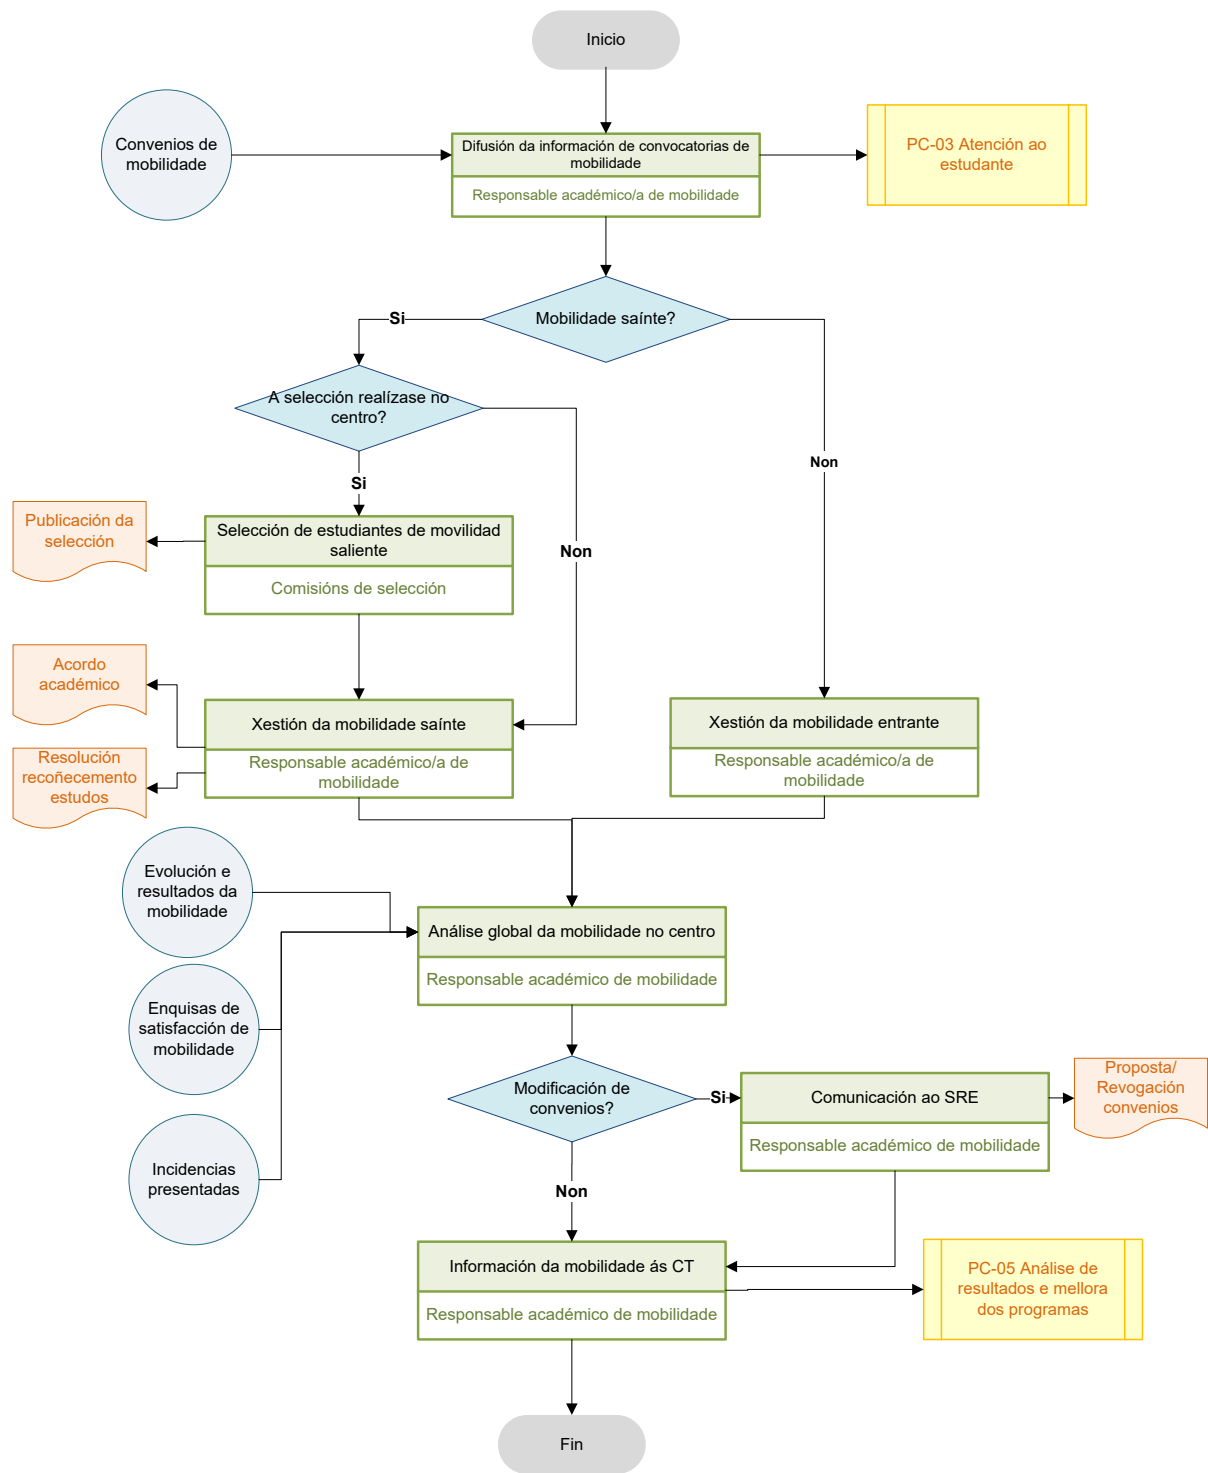 Inicio
Convenios de
mobilidade
Difusión da información de convocatorias de
mobilidade
Responsable académico/a de mobilidade
PC-03 Atención ao
estudante
Mobilidade saínte?
Si
A selección realízase no
centro?
Non
Si
Publicación da
selección
Selección de estudiantes de movilidad
saliente
Non
Comisións de selección
Acordo
académico
Xestión da mobilidade saínte
Xestión da mobilidade entrante
Resolución
recoñecemento
estudos
Responsable académico/a de
mobilidade
Responsable académico/a de
mobilidade
Evolución e
resultados da
mobilidade
Análise global da mobilidade no centro
Responsable académico de mobilidade
Enquisas de
satisfacción de
mobilidade
Modificación de
convenios?
Si
Comunicación ao SRE
Proposta/
Revogación
convenios
Responsable académico de mobilidade
Incidencias
presentadas
Non
Información da mobilidade ás CT
Responsable académico de mobilidade
PC-05 Análise de
resultados e mellora
dos programas
Fin